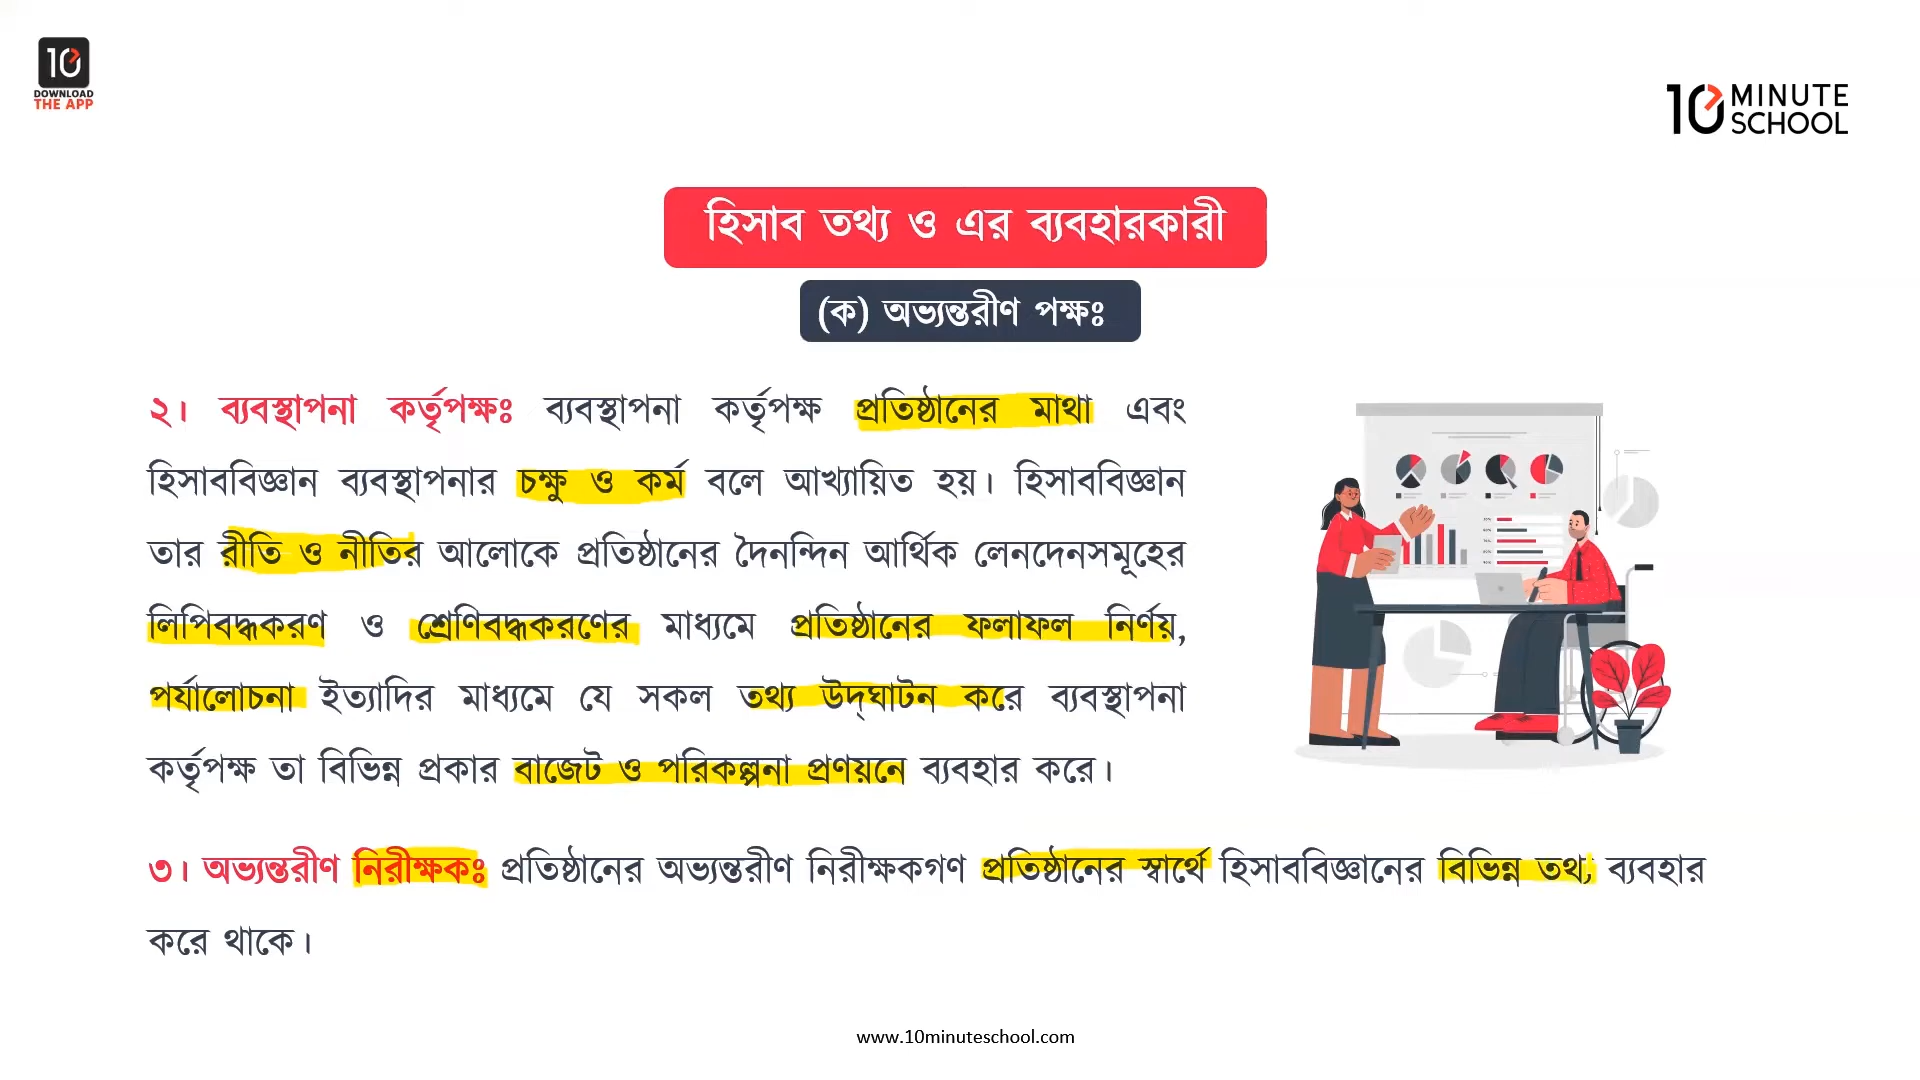 10
DOWNLOAD
THE APP
10 MINUTE
SCHOOL
হিসাব তথ্য ও এর ব্যবহারকারী
(ক) অভ্যন্তরীণ পক্ষঃ
২। ব্যবস্থাপনা কর্তৃপক্ষঃ ব্যবস্থাপনা কর্তৃপক্ষ প্রতিষ্ঠানের মাথা এবং
হিসাববিজ্ঞান ব্যবস্থাপনার চক্ষু ও কর্ম বলে আখ্যায়িত হয়। হিসাববিজ্ঞান
তার রীতি ও নীতির আলোকে প্রতিষ্ঠানের দৈনন্দিন আর্থিক লেনদেনসমূহের
লিপিবদ্ধকরণ ও শ্রেণিবদ্ধকরণের মাধ্যমে প্রতিষ্ঠানের ফলাফল নির্ণয়,
পর্যালোচনা ইত্যাদির মাধ্যমে যে সকল তথ্য উদ্‌ঘাটন করে ব্যবস্থাপনা
কর্তৃপক্ষ তা বিভিন্ন প্রকার বাজেট ও পরিকল্পনা প্রণয়নে ব্যবহার করে।
৩। অভ্যন্তরীণ নিরীক্ষকঃ প্রতিষ্ঠানের অভ্যন্তরীণ নিরীক্ষকগণ প্রতিষ্ঠানের স্বার্থে হিসাববিজ্ঞানের বিভিন্ন তথ্য ব্যবহার
করে থাকে।
www.10minuteschool.com